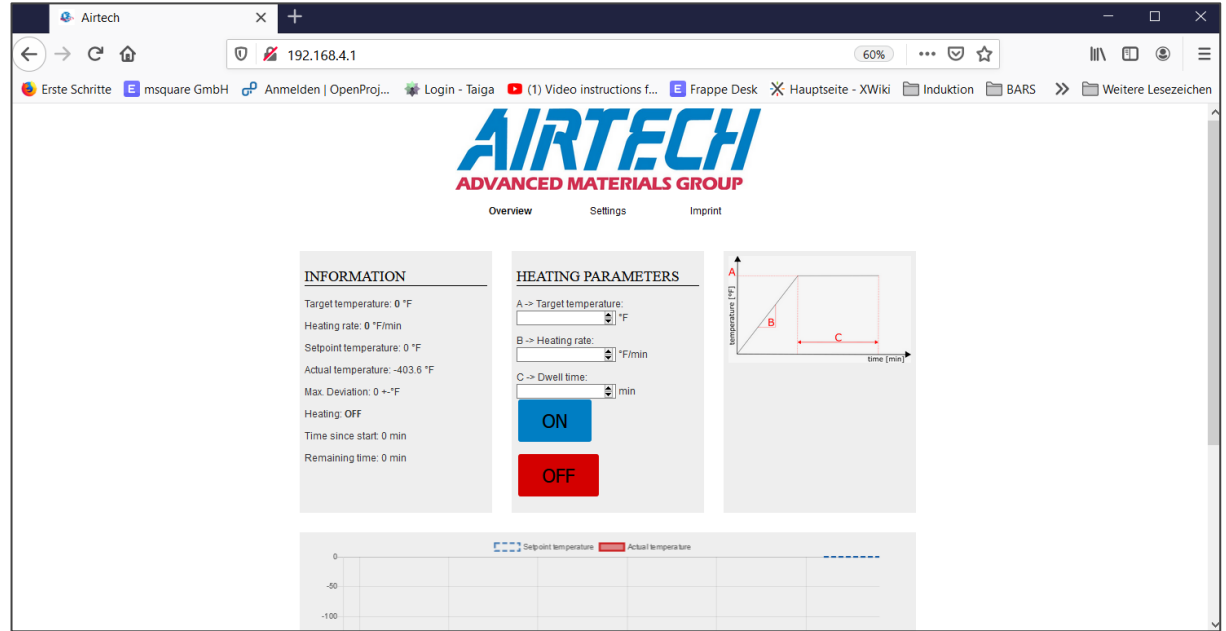 Airtech
192.168.4.1
60%
Erste Schritte
E msquare GmbH
Anmelden | OpenProj...
Login - Taiga
(1) Video instructions f...
E Frappe Desk
Hauptseite - XWiki
Induktion
BARS
Weitere Lesezeichen
AIRTECH
ADVANCED MATERIALS GROUP
Overview Settings Imprint
INFORMATION
Target temperature: 0 °F
Heating rate: 0 °F/min
Setpoint temperature: 0 °F
Actual temperature: -403.6 °F
Max. Deviation: 0 +-°F
Heating: OFF
Time since start: 0 min
Remaining time: 0 min
HEATING PARAMETERS
A -> Target temperature:
°F
B -> Heating rate:
°F/min
C -> Dwell time:
min
ON
OFF
A
temperature [°F]
B
C
time [min]
Setpoint temperature Actual temperature
0
-50
-100